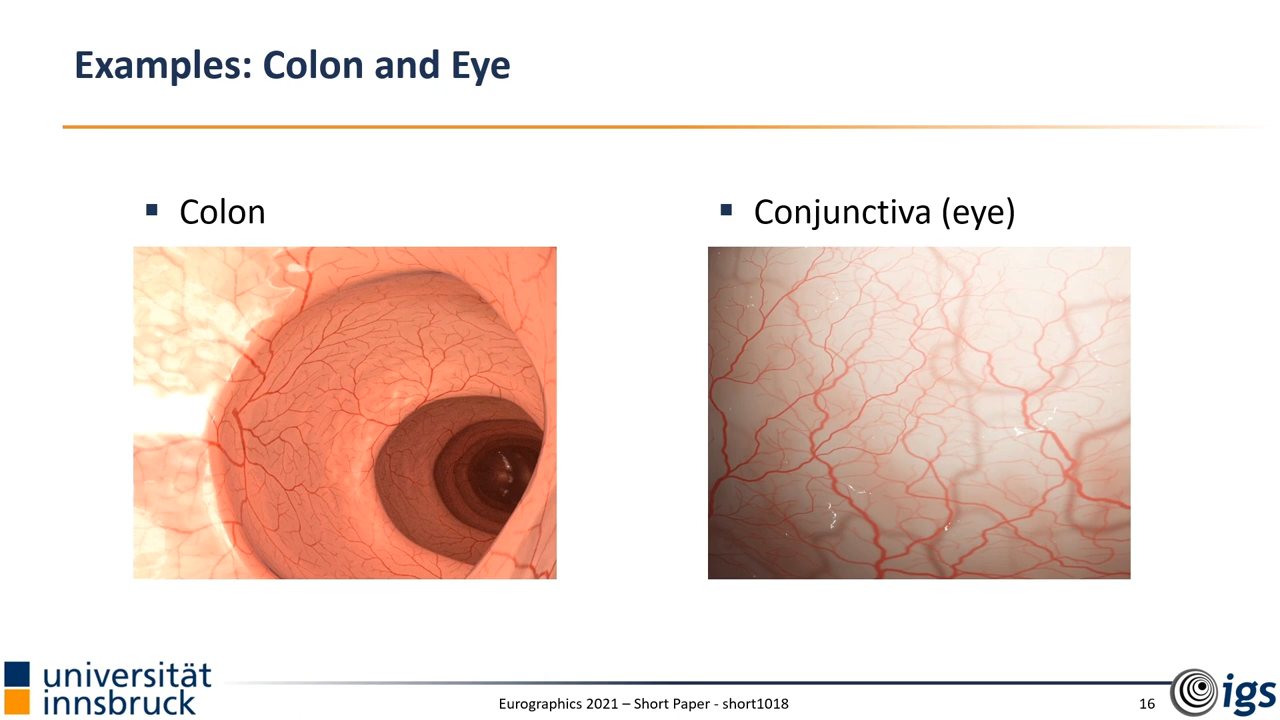 Examples: Colon and Eye
▪ Colon
▪ Conjunctiva (eye)
universität
innsbruck
Eurographics 2021 – Short Paper - short1018
16
igs